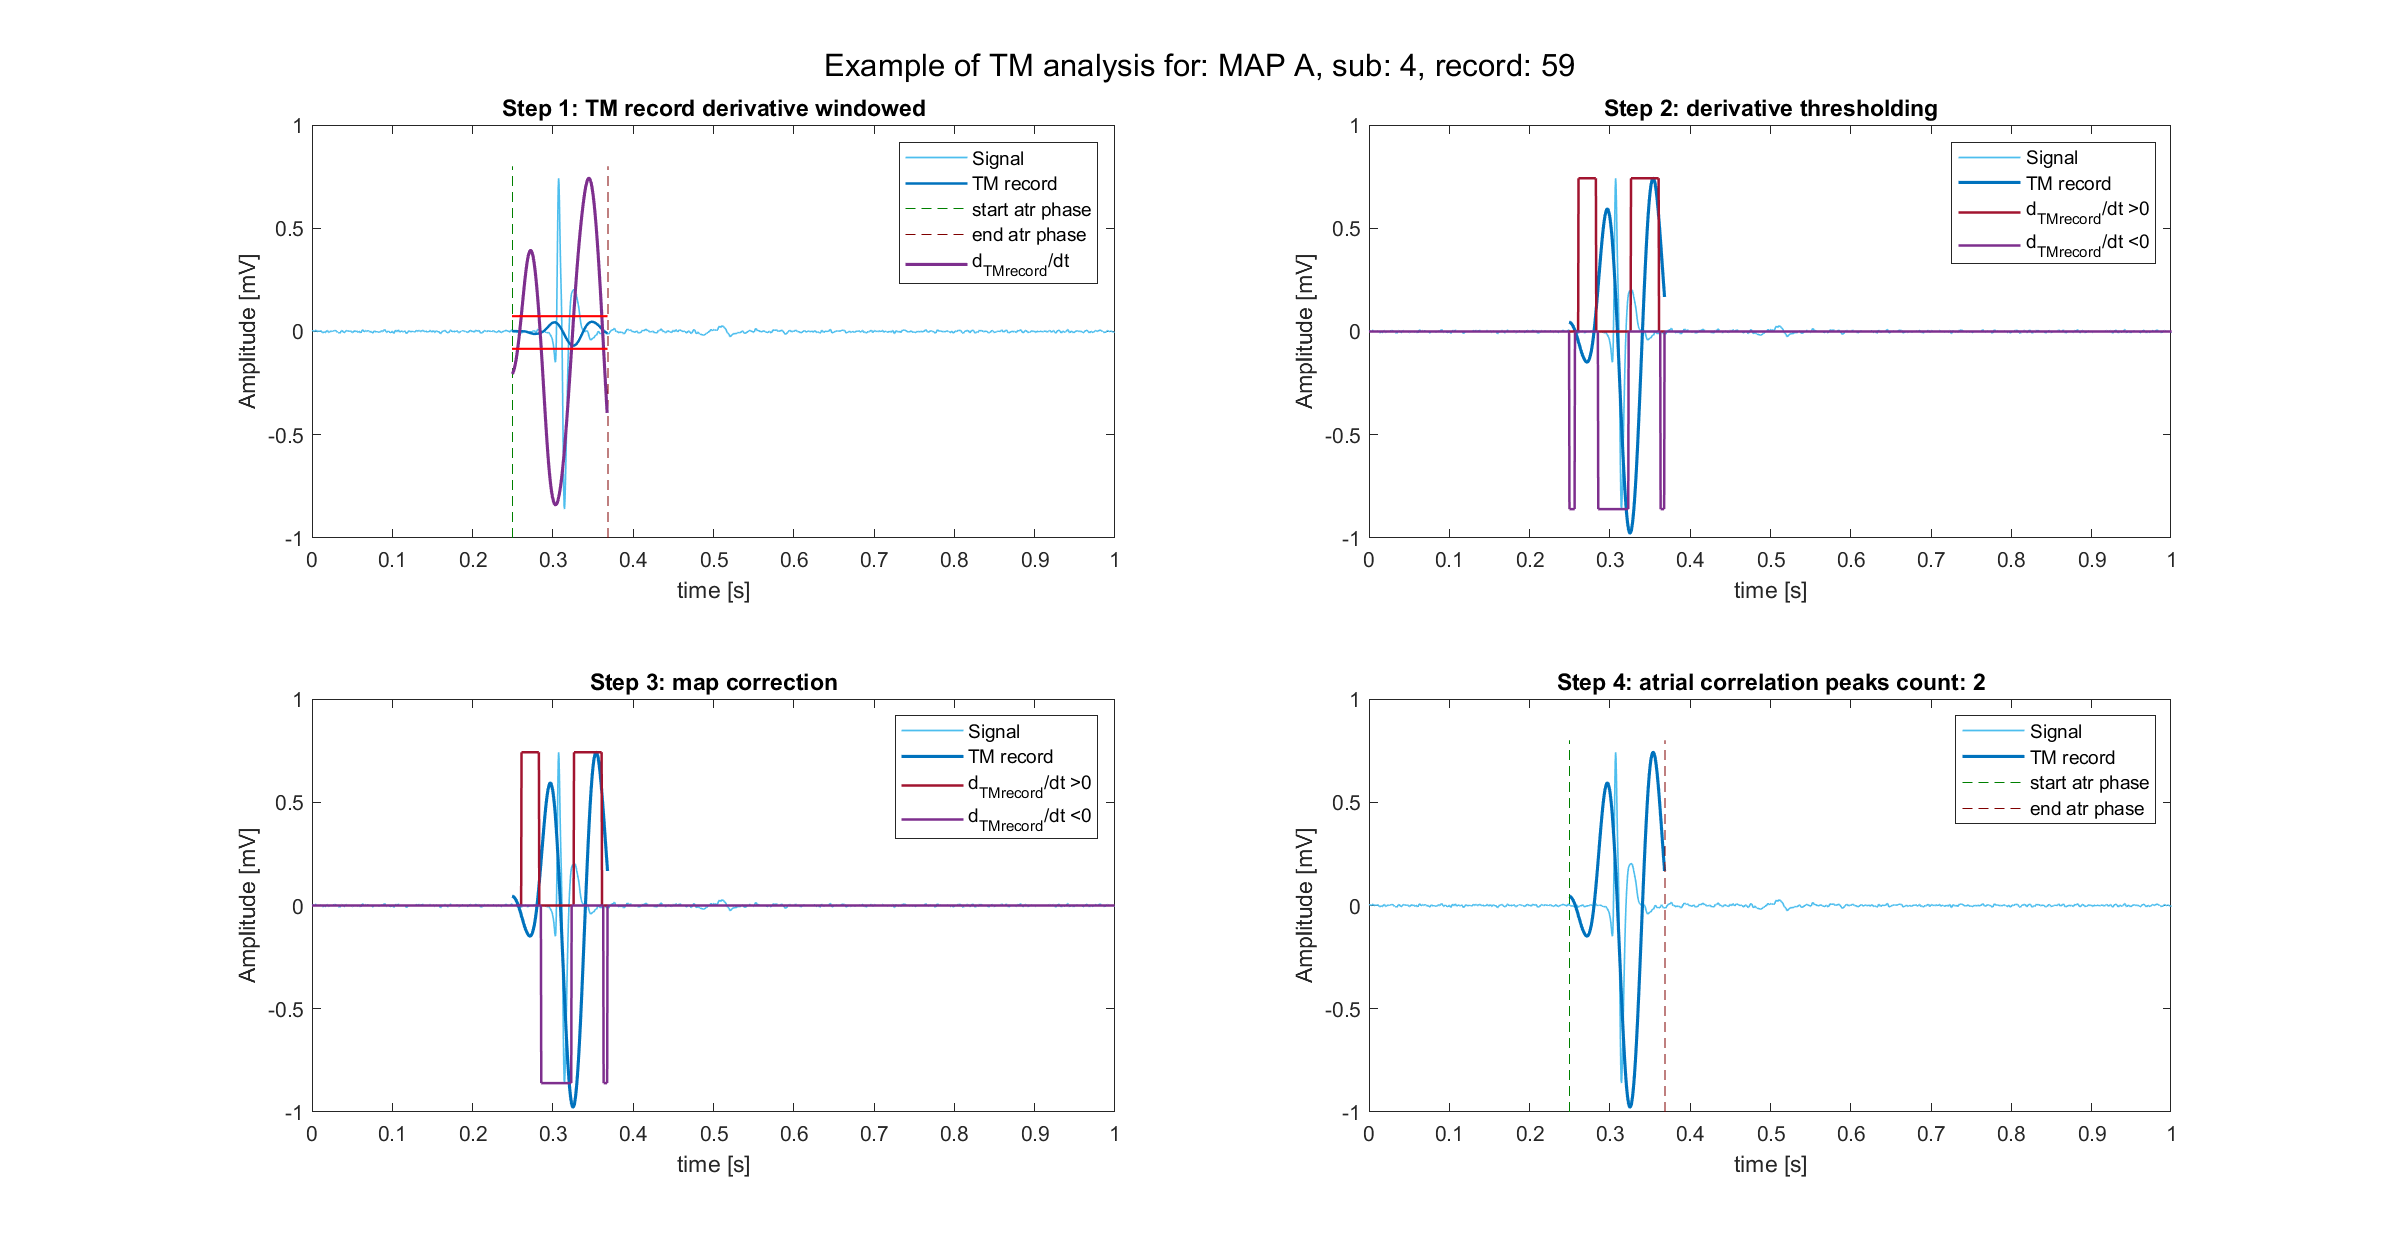 Example of TM analysis for: MAP A, sub: 4, record: 59
Step 1: TM record derivative windowed
Amplitude [mV]
1
0.5
0
-0.5
-1
0 0.1 0.2 0.3 0.4 0.5 0.6 0.7 0.8 0.9 1
time [s]
Signal
TM record
start atr phase
end atr phase
dTMrecord/dt
Step 2: derivative thresholding
Amplitude [mV]
1
0.5
0
-0.5
-1
0 0.1 0.2 0.3 0.4 0.5 0.6 0.7 0.8 0.9 1
time [s]
Signal
TM record
dTMrecord/dt >0
dTMrecord/dt <0
Step 3: map correction
Amplitude [mV]
1
0.5
0
-0.5
-1
0 0.1 0.2 0.3 0.4 0.5 0.6 0.7 0.8 0.9 1
time [s]
Signal
TM record
dTMrecord/dt >0
dTMrecord/dt <0
Step 4: atrial correlation peaks count: 2
Amplitude [mV]
1
0.5
0
-0.5
-1
0 0.1 0.2 0.3 0.4 0.5 0.6 0.7 0.8 0.9 1
time [s]
Signal
TM record
start atr phase
end atr phase